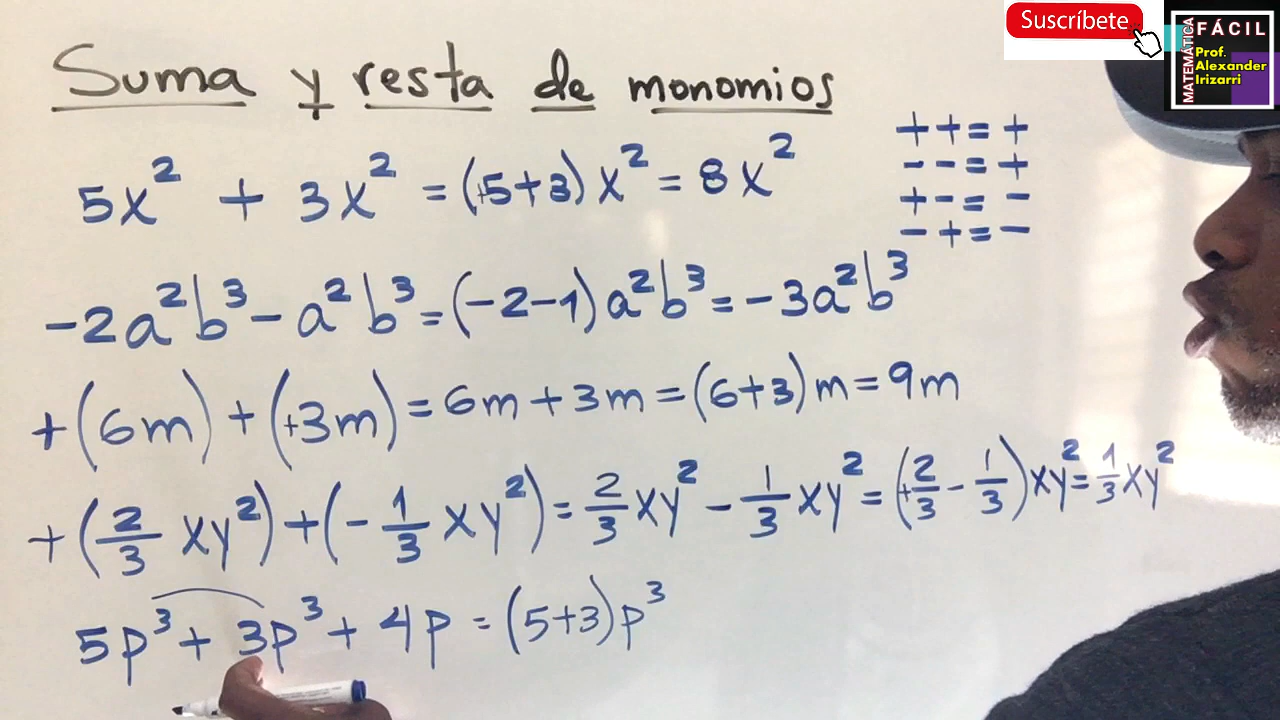 Suscríbete
MATEMÁTICA
FÁCIL
Prof.
Alexander
Irizarri
Suma y resta de monomios
+ + = +
- - = +
+ - = -
- + = -
5x² + 3x² = (+5+3)x² = 8x²
-2a²b³ - a²b³ = (-2-1)a²b³ = -3a²b³
+(6m) + (+3m) = 6m + 3m = (6+3)m = 9m
+(2/3 xy²) + (-1/3 xy²) = 2/3 xy² - 1/3 xy² = (+2/3 - 1/3)xy² = 1/3 xy²
5p³ + 3p³ + 4p = (5+3)p³